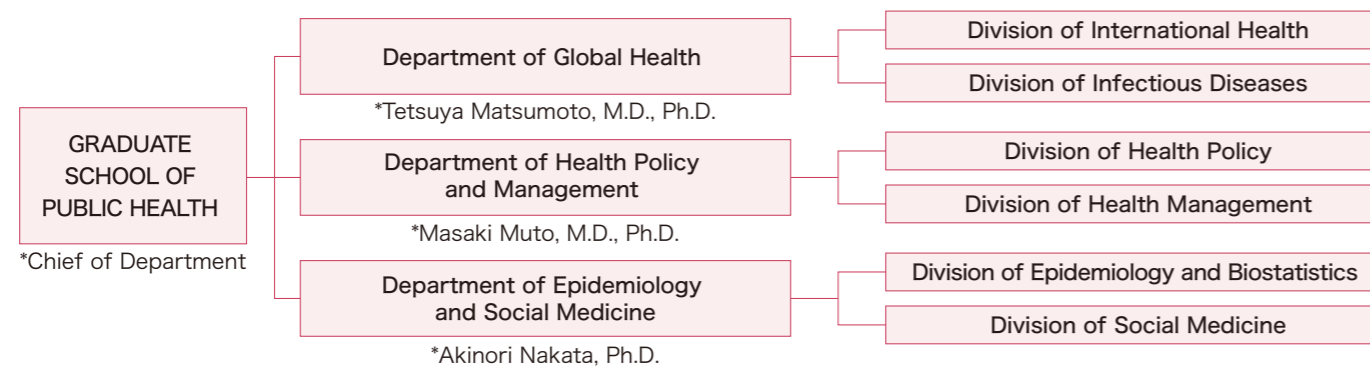 GRADUATE
SCHOOL OF
PUBLIC HEALTH
*Chief of Department
Department of Global Health
*Tetsuya Matsumoto, M.D., Ph.D.
Division of International Health
Division of Infectious Diseases
Department of Health Policy
and Management
*Masaki Muto, M.D., Ph.D.
Division of Health Policy
Division of Health Management
Department of Epidemiology
and Social Medicine
*Akinori Nakata, Ph.D.
Division of Epidemiology and Biostatistics
Division of Social Medicine